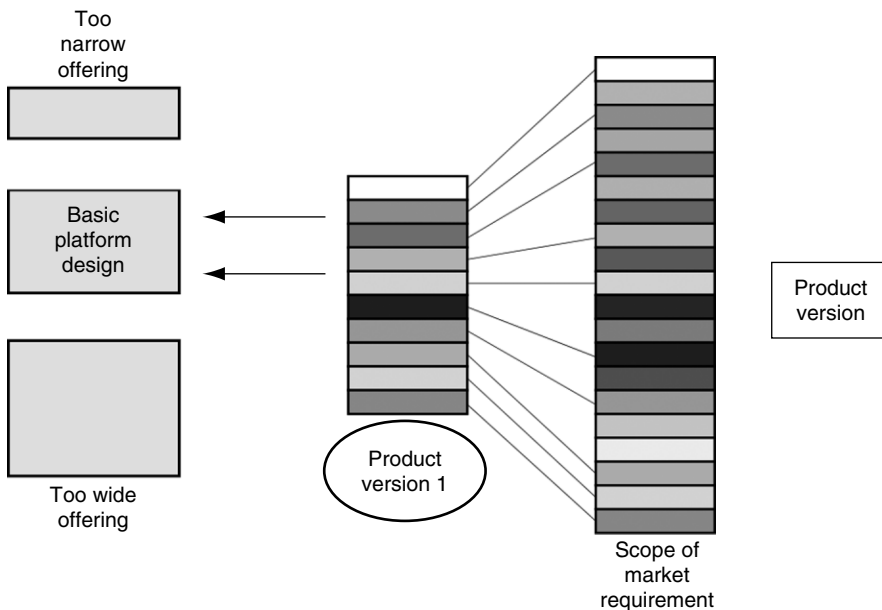 Too
narrow
offering
Basic
platform
design
Too wide
offering
Product
version 1
Scope of
market
requirement
Product
version